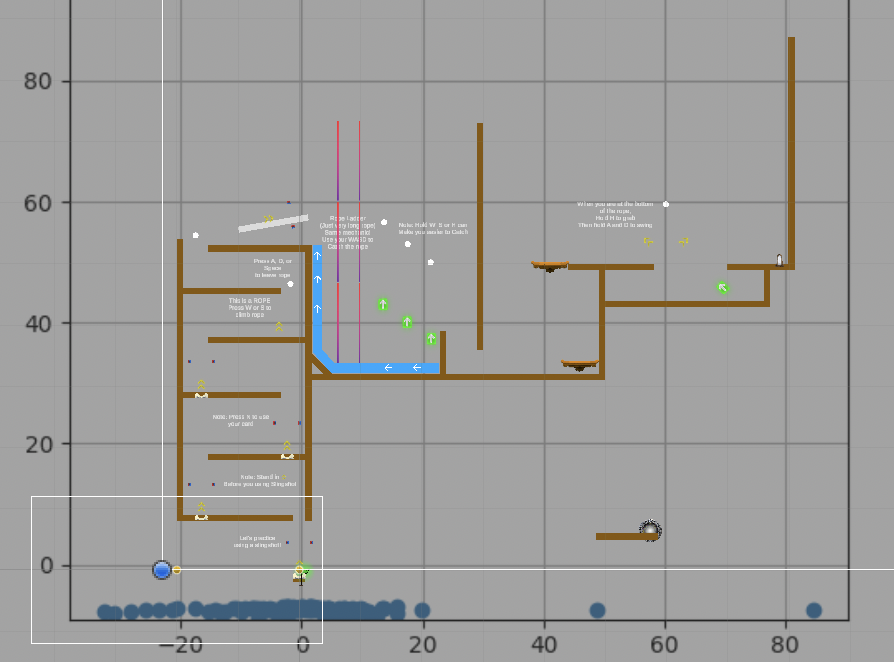 80
60
40
20
0
-20
0
20
40
60
80
Rope ladder
(Just very long rope)
Same mechanic
Use your WASD to
Catch the rope
Note: Hold W, S or H can
Make you easier to Catch
When you are at the bottom
of the rope,
Hold H to grab
Then hold A and D to swing
Press A, D, or
Space
to leave rope
This is a ROPE
Press W or S to
climb rope
Note: Press X to use
your
Note: Stand in
Before you using Slingshot
Let's practice
using a slingshot!